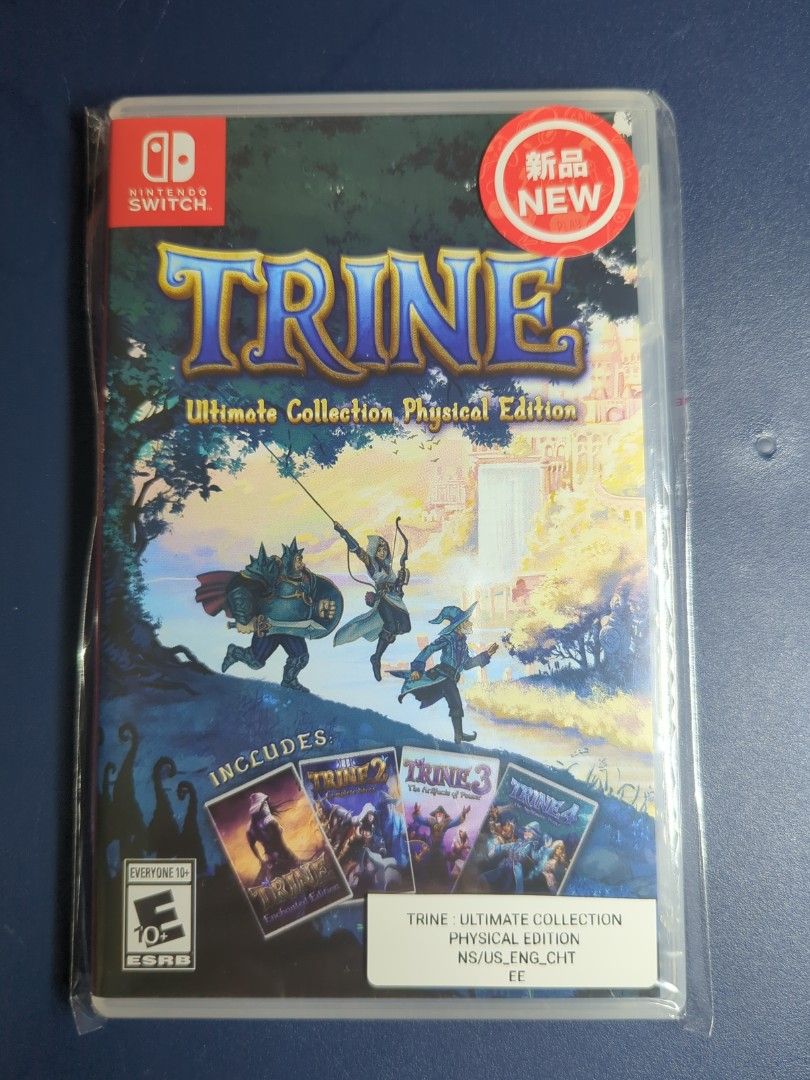 NINTENDO
SWITCH
新品
NEW
PLAY
TRINE
Ultimate Collection Physical Edition
INCLUDES:
TRINE
Enchanted Edition
TRINE 2
TRINE 3
The Artifacts of Power
TRINE 4
EVERYONE 10+
E
10+
ESRB
TRINE : ULTIMATE COLLECTION
PHYSICAL EDITION
NS/US_ENG_CHT
EE